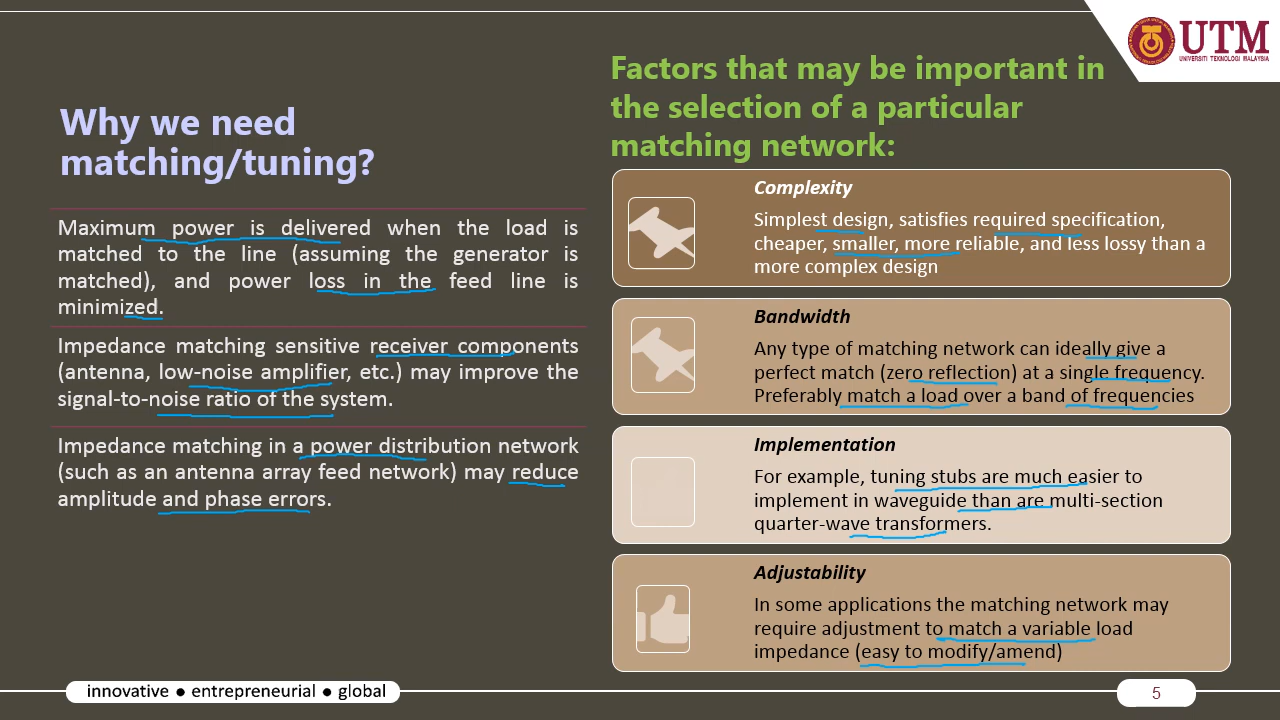 UTM
UNIVERSITI TEKNOLOGI MALAYSIA
Why we need
matching/tuning?
Maximum power is delivered when the load is
matched to the line (assuming the generator is
matched), and power loss in the feed line is
minimized.
Impedance matching sensitive receiver components
(antenna, low-noise amplifier, etc.) may improve the
signal-to-noise ratio of the system.
Impedance matching in a power distribution network
(such as an antenna array feed network) may reduce
amplitude and phase errors.
Factors that may be important in
the selection of a particular
matching network:
Complexity
Simplest design, satisfies required specification,
cheaper, smaller, more reliable, and less lossy than a
more complex design
Bandwidth
Any type of matching network can ideally give a
perfect match (zero reflection) at a single frequency.
Preferably match a load over a band of frequencies
Implementation
For example, tuning stubs are much easier to
implement in waveguide than are multi-section
quarter-wave transformers.
Adjustability
In some applications the matching network may
require adjustment to match a variable load
impedance (easy to modify/amend)
innovative ● entrepreneurial ● global
5